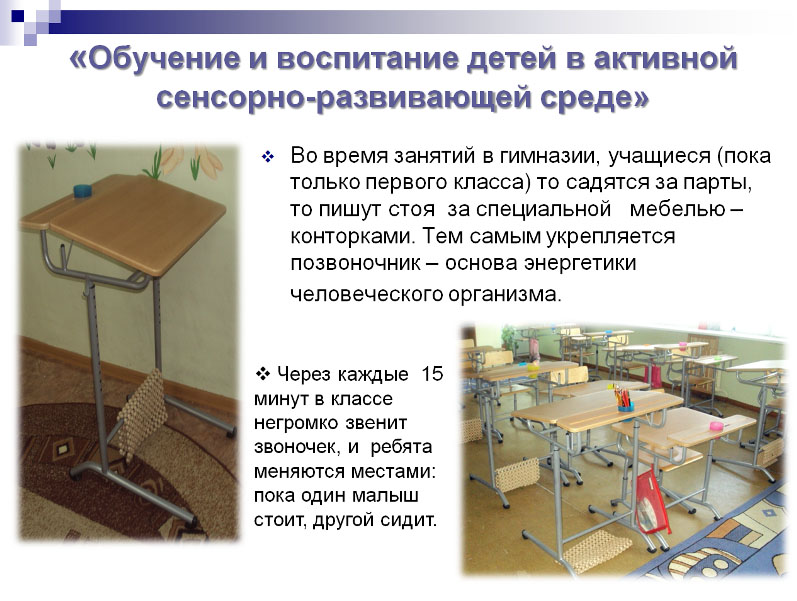 «Обучение и воспитание детей в активной
сенсорно-развивающей среде»
Во время занятий в гимназии, учащиеся (пока
только первого класса) то садятся за парты,
то пишут стоя за специальной мебелью –
конторками. Тем самым укрепляется
позвоночник – основа энергетики
человеческого организма.
Через каждые 15
минут в классе
негромко звенит
звоночек, и ребята
меняются местами:
пока один малыш
стоит, другой сидит.